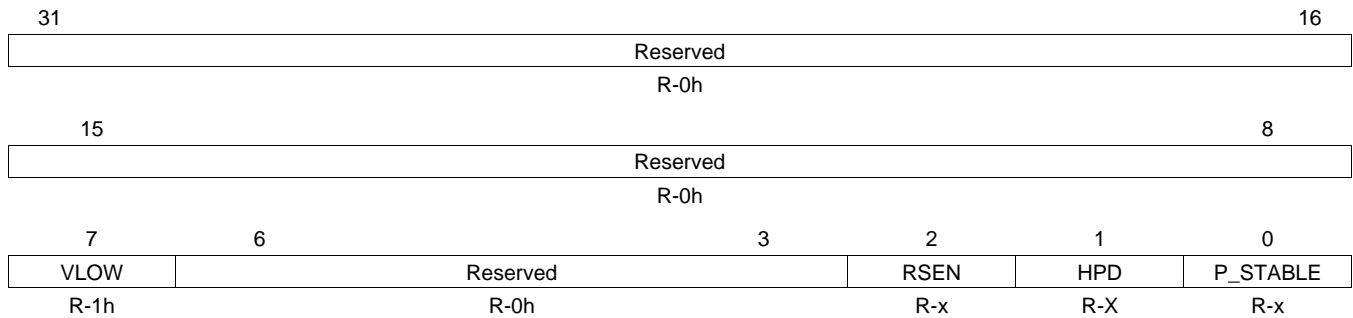 31 16
Reserved
R-0h
15 8
Reserved
R-0h
7 6 3 2 1 0
VLOW Reserved RSEN HPD P_STABLE
R-1h R-0h R-x R-X R-x